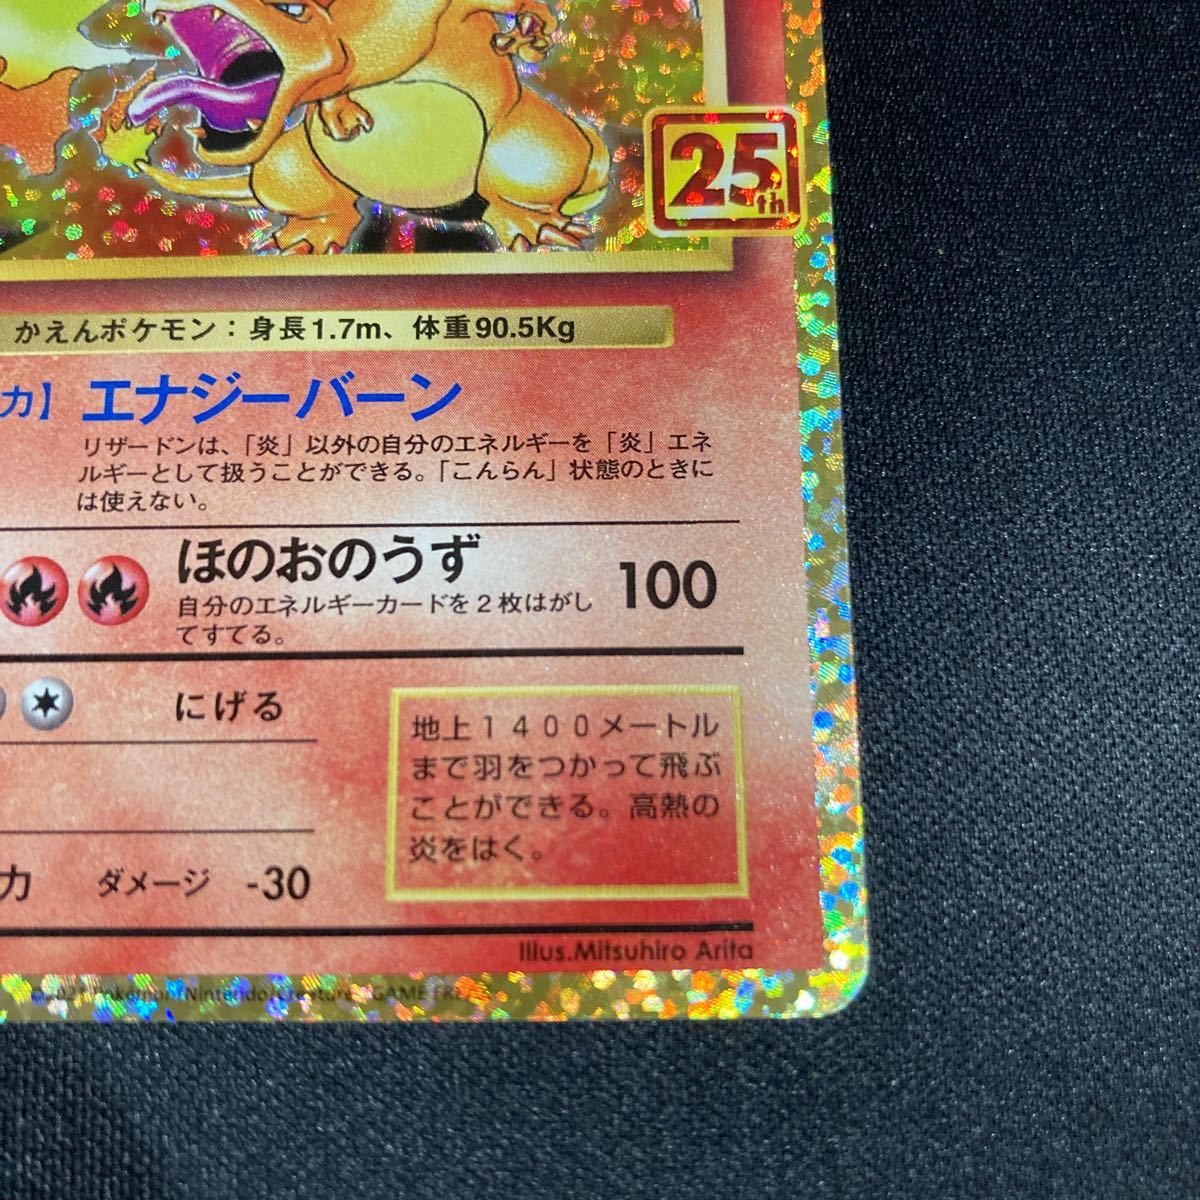 25th
かえんポケモン：身長1.7m、体重90.5Kg
力】エナジーバーン
リザードンは、「炎」以外の自分のエネルギーを「炎」エネ
ルギーとして扱うことができる。「こんらん」状態のときに
は使えない。
ほのおのうず 100
自分のエネルギーカードを２枚はがし
てすてる。
にげる
地上１４００メートル
まで羽をつかって飛ぶ
ことができる。高熱の
炎をはく。
力 ダメージ -30
Illus.Mitsuhiro Arita
©2021 Pokémon/Nintendo/Creatures/GAME FREAK